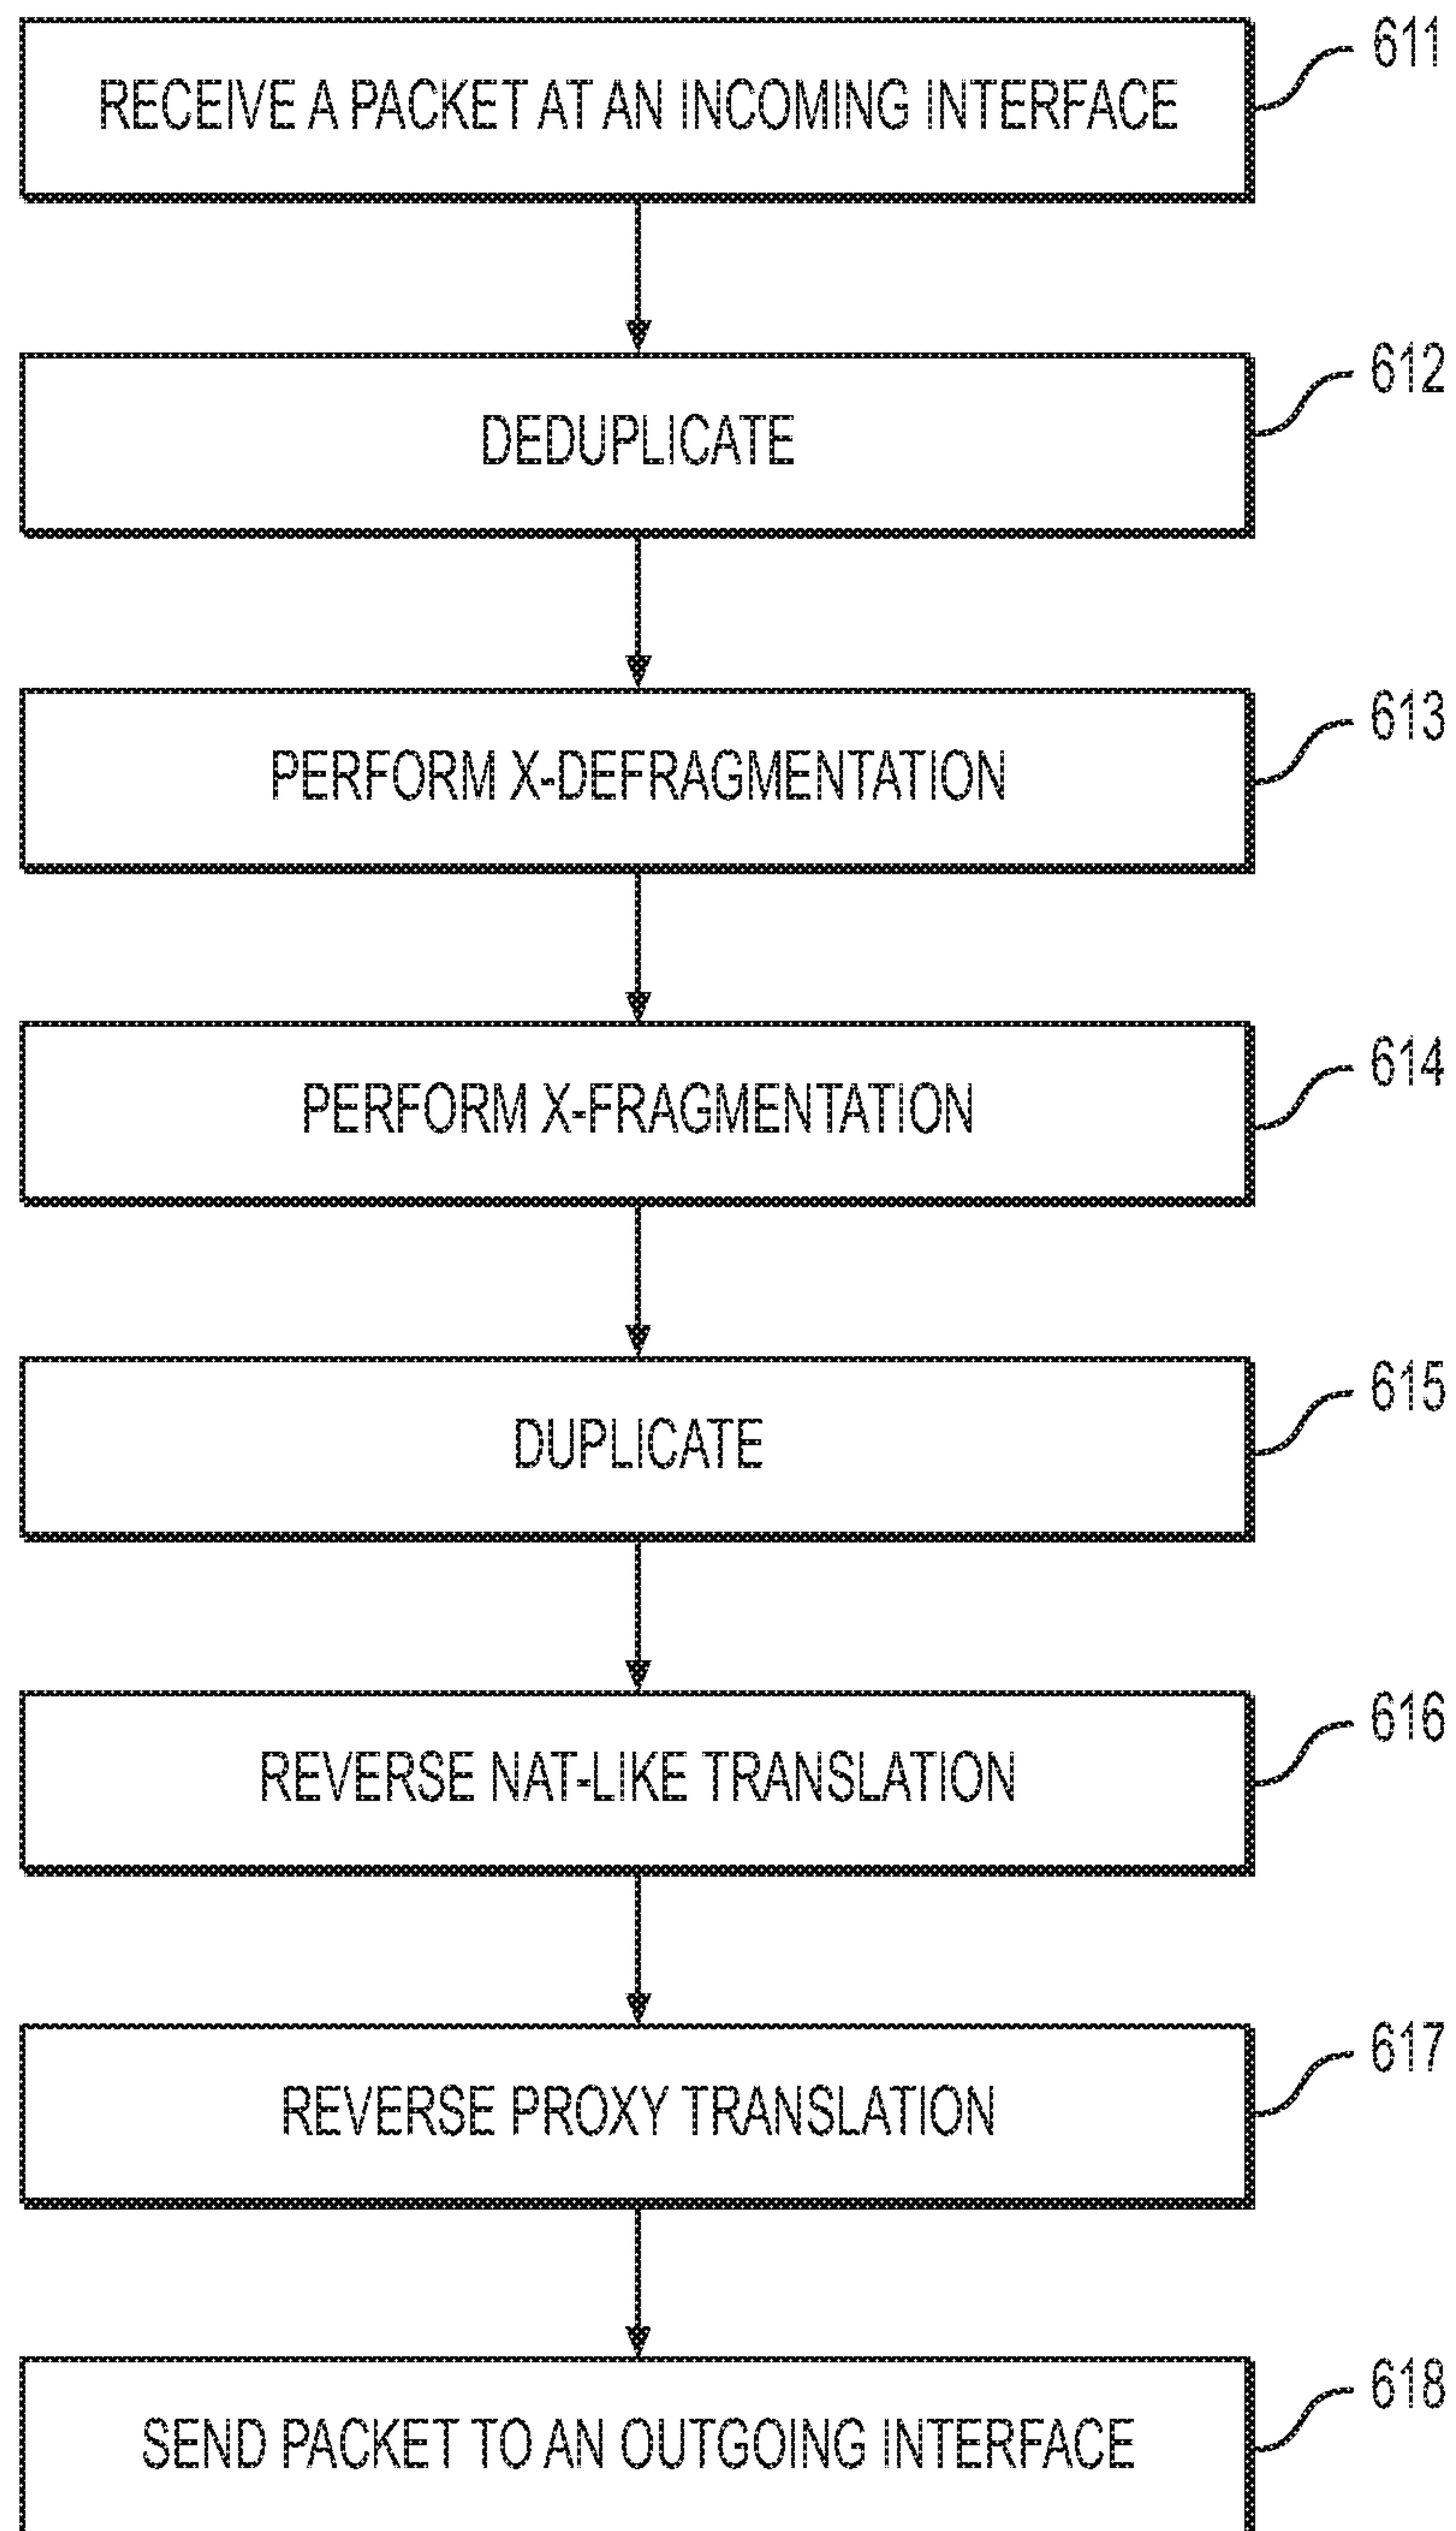 RECEIVE A PACKET AT AN INCOMING INTERFACE
611
DEDUPLICATE
612
PERFORM X-DEFRAGMENTATION
613
PERFORM X-FRAGMENTATION
614
DUPLICATE
615
REVERSE NAT-LIKE TRANSLATION
616
REVERSE PROXY TRANSLATION
617
SEND PACKET TO AN OUTGOING INTERFACE
618